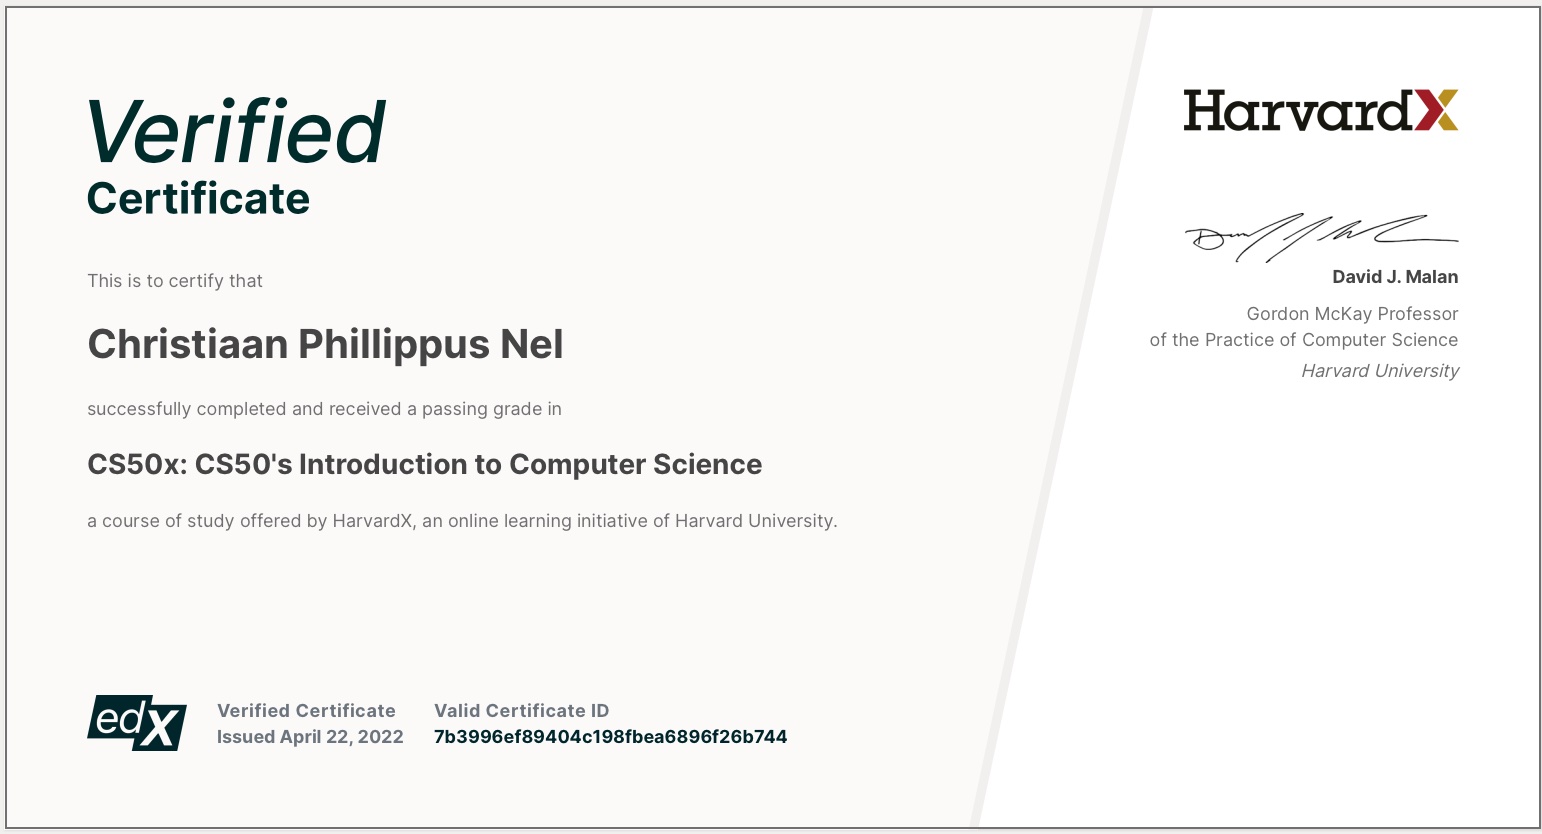 Verified
Certificate
This is to certify that
Christiaan Phillippus Nel
successfully completed and received a passing grade in
CS50x: CS50's Introduction to Computer Science
a course of study offered by HarvardX, an online learning initiative of Harvard University.
edX
Verified Certificate
Issued April 22, 2022
Valid Certificate ID
7b3996ef89404c198fbea6896f26b744
HarvardX
David J. Malan
Gordon McKay Professor
of the Practice of Computer Science
Harvard University